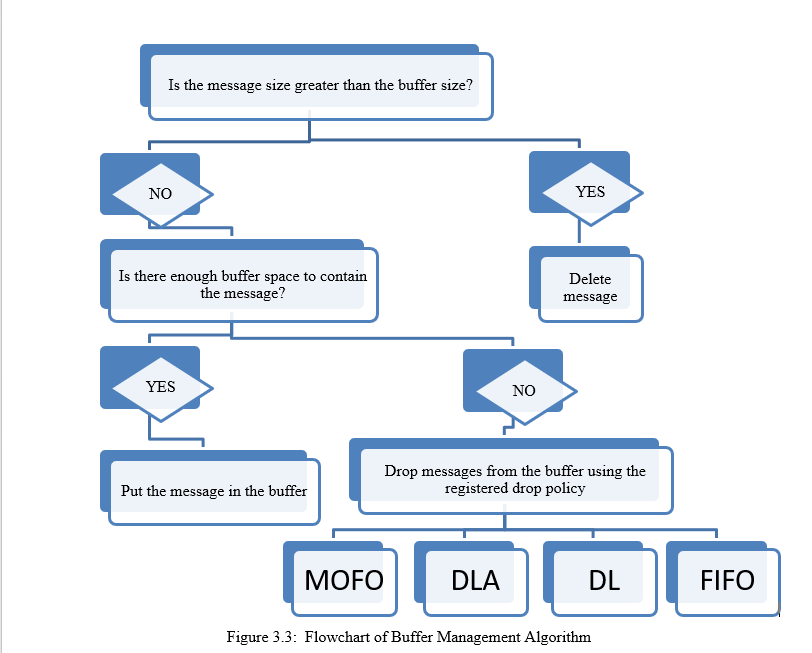 Is the message size greater than the buffer size?
NO
YES
Is there enough buffer space to contain
the message?
Delete
message
YES
NO
Put the message in the buffer
Drop messages from the buffer using the
registered drop policy
MOFO
DLA
DL
FIFO
Figure 3.3: Flowchart of Buffer Management Algorithm